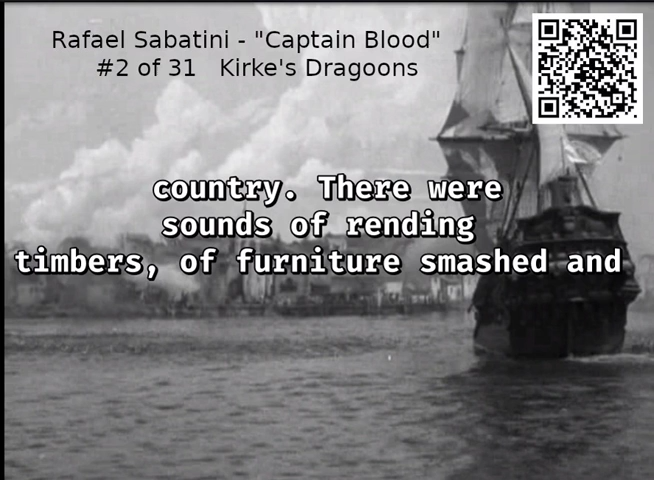 Rafael Sabatini - "Captain Blood"
#2 of 31 Kirke's Dragoons
country. There were
sounds of rending
timbers, of furniture smashed and